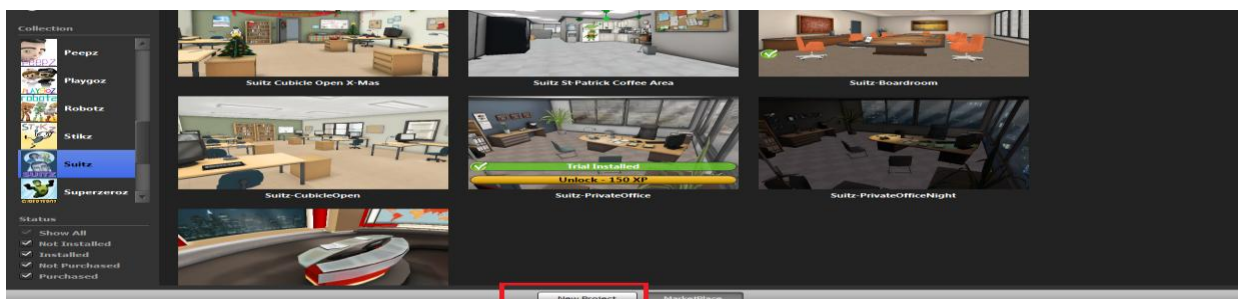 Collection
Peepz
Playgoz
Robotz
Stikz
Suitz
Superzeroz
Status
Show All
Not Installed
Installed
Not Purchased
Purchased
Suitz Cubicle Open X-Mas
Suitz St-Patrick Coffee Area
Suitz-Boardroom
Suitz-CubicleOpen
Trial Installed
Unlock - 150 XP
Suitz-PrivateOffice
Suitz-PrivateOfficeNight
New Project
MarketPlace